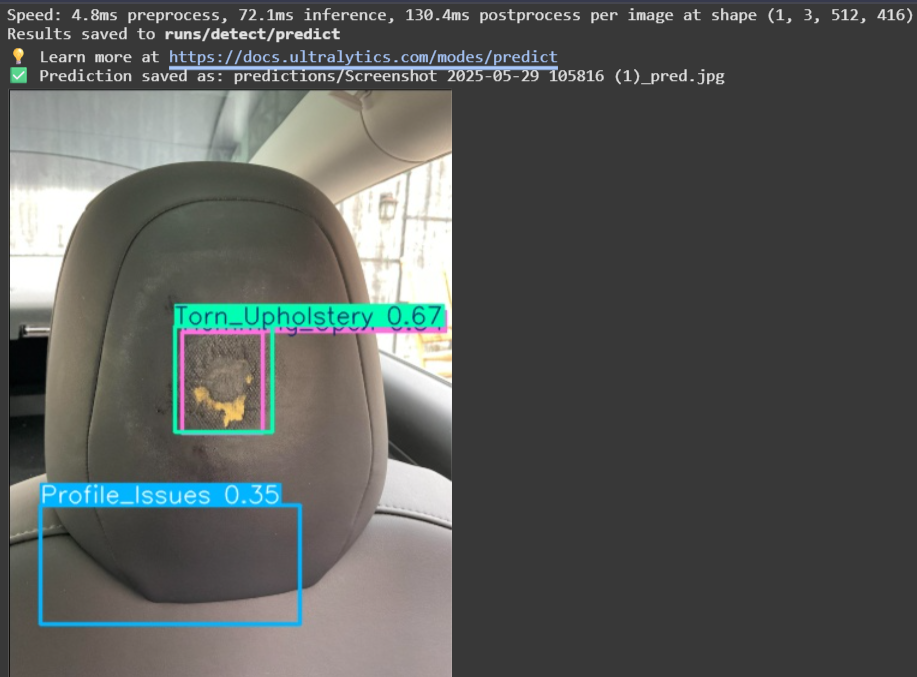 Speed: 4.8ms preprocess, 72.1ms inference, 130.4ms postprocess per image at shape (1, 3, 512, 416)
Results saved to runs/detect/predict
💡 Learn more at https://docs.ultralytics.com/modes/predict
✅ Prediction saved as: predictions/Screenshot 2025-05-29 105816 (1)_pred.jpg
Torn_Upholstery 0.67
Profile_Issues 0.35